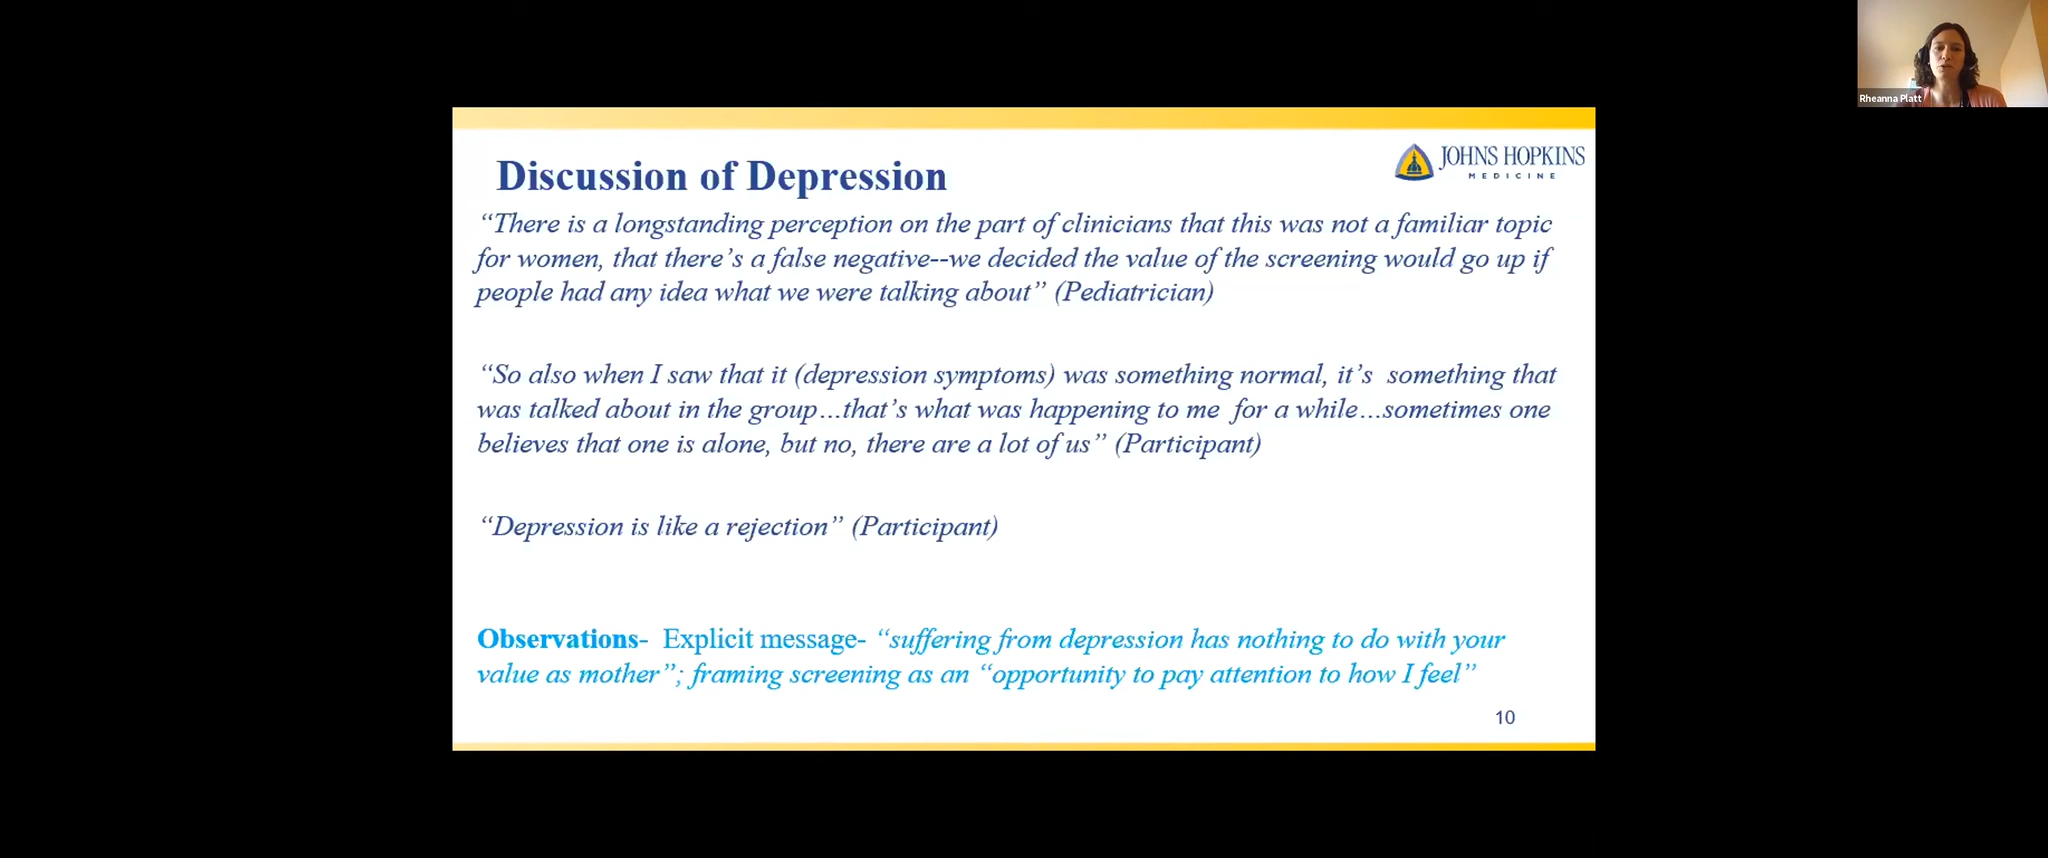 Rheanna Platt
JOHNS HOPKINS
MEDICINE
Discussion of Depression
“There is a longstanding perception on the part of clinicians that this was not a familiar topic
for women, that there’s a false negative--we decided the value of the screening would go up if
people had any idea what we were talking about” (Pediatrician)
“So also when I saw that it (depression symptoms) was something normal, it’s something that
was talked about in the group…that’s what was happening to me for a while…sometimes one
believes that one is alone, but no, there are a lot of us” (Participant)
“Depression is like a rejection” (Participant)
Observations- Explicit message- “suffering from depression has nothing to do with your
value as mother”; framing screening as an “opportunity to pay attention to how I feel”
10